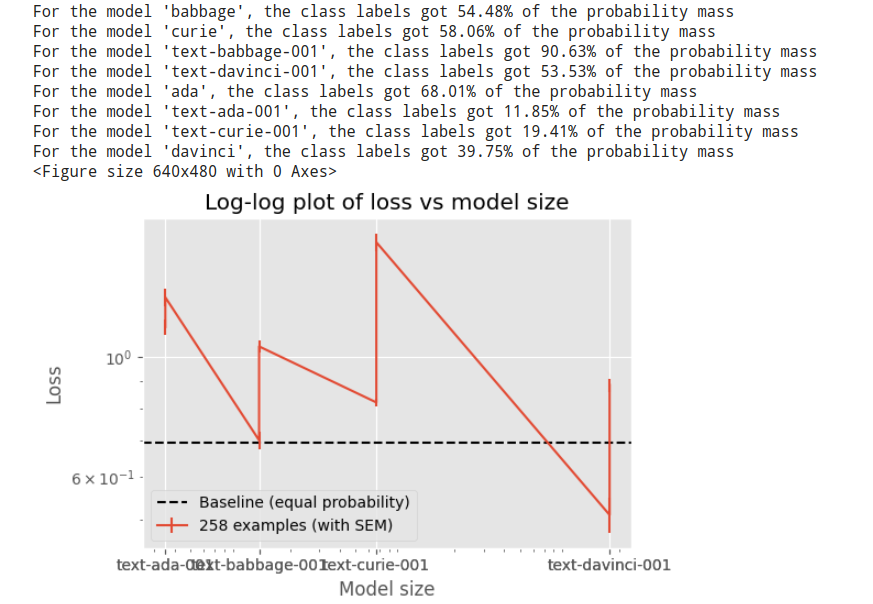 For the model 'babbage', the class labels got 54.48% of the probability mass
For the model 'curie', the class labels got 58.06% of the probability mass
For the model 'text-babbage-001', the class labels got 90.63% of the probability mass
For the model 'text-davinci-001', the class labels got 53.53% of the probability mass
For the model 'ada', the class labels got 68.01% of the probability mass
For the model 'text-ada-001', the class labels got 11.85% of the probability mass
For the model 'text-curie-001', the class labels got 19.41% of the probability mass
For the model 'davinci', the class labels got 39.75% of the probability mass
<Figure size 640x480 with 0 Axes>
Log-log plot of loss vs model size
10⁰
Loss
6 × 10⁻¹
Baseline (equal probability)
258 examples (with SEM)
text-ada-001 text-babbage-001 text-curie-001 text-davinci-001
Model size